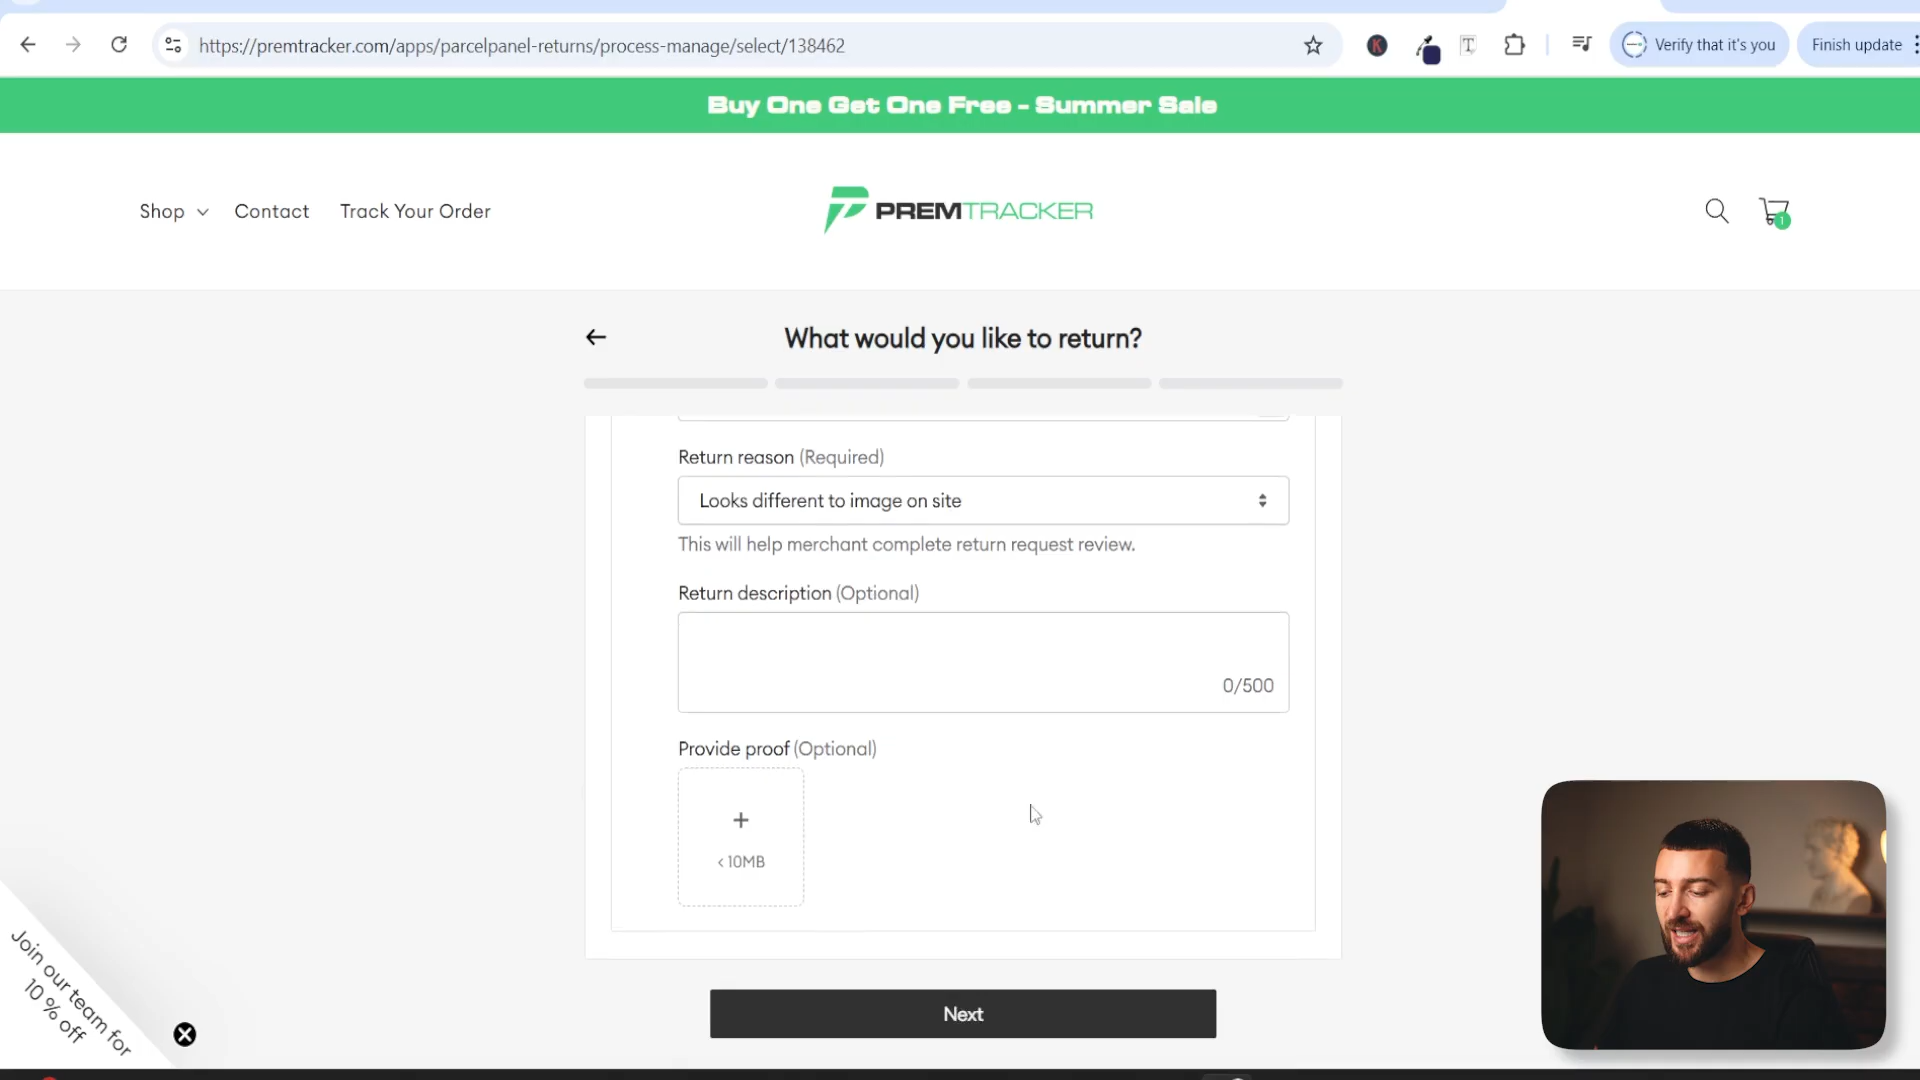 https://premtracker.com/apps/parcelpanel-returns/process-manage/select/138462
K
T
Verify that it's you
Finish update
Buy One Get One Free - Summer Sale
Shop
Contact
Track Your Order
PREMTRACKER
1
What would you like to return?
Return reason (Required)
Looks different to image on site
This will help merchant complete return request review.
Return description (Optional)
0/500
Provide proof (Optional)
+
<10MB
Next
Join our team for
10 % off